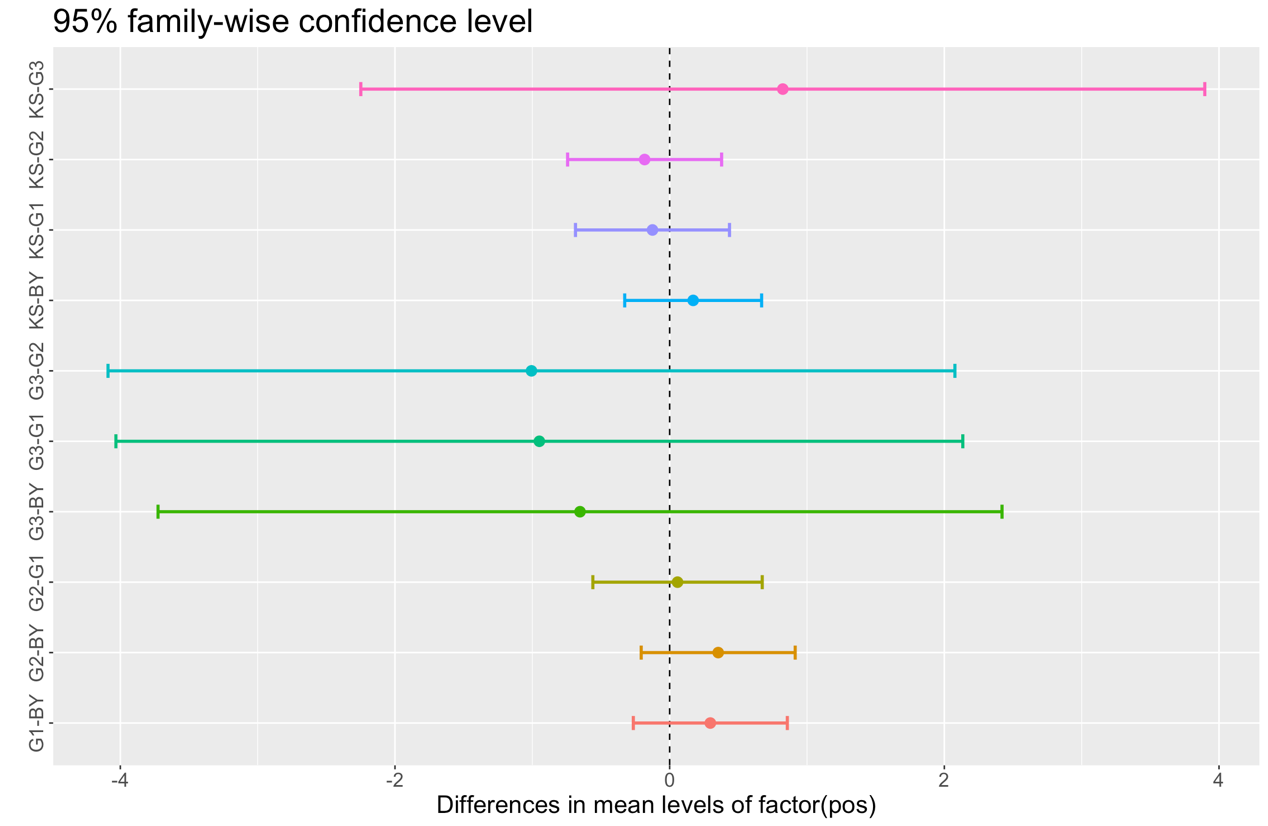 95% family-wise confidence level
KS-G3
KS-G2
KS-G1
KS-BY
G3-G2
G3-G1
G3-BY
G2-G1
G2-BY
G1-BY
-4 -2 0 2 4
Differences in mean levels of factor(pos)